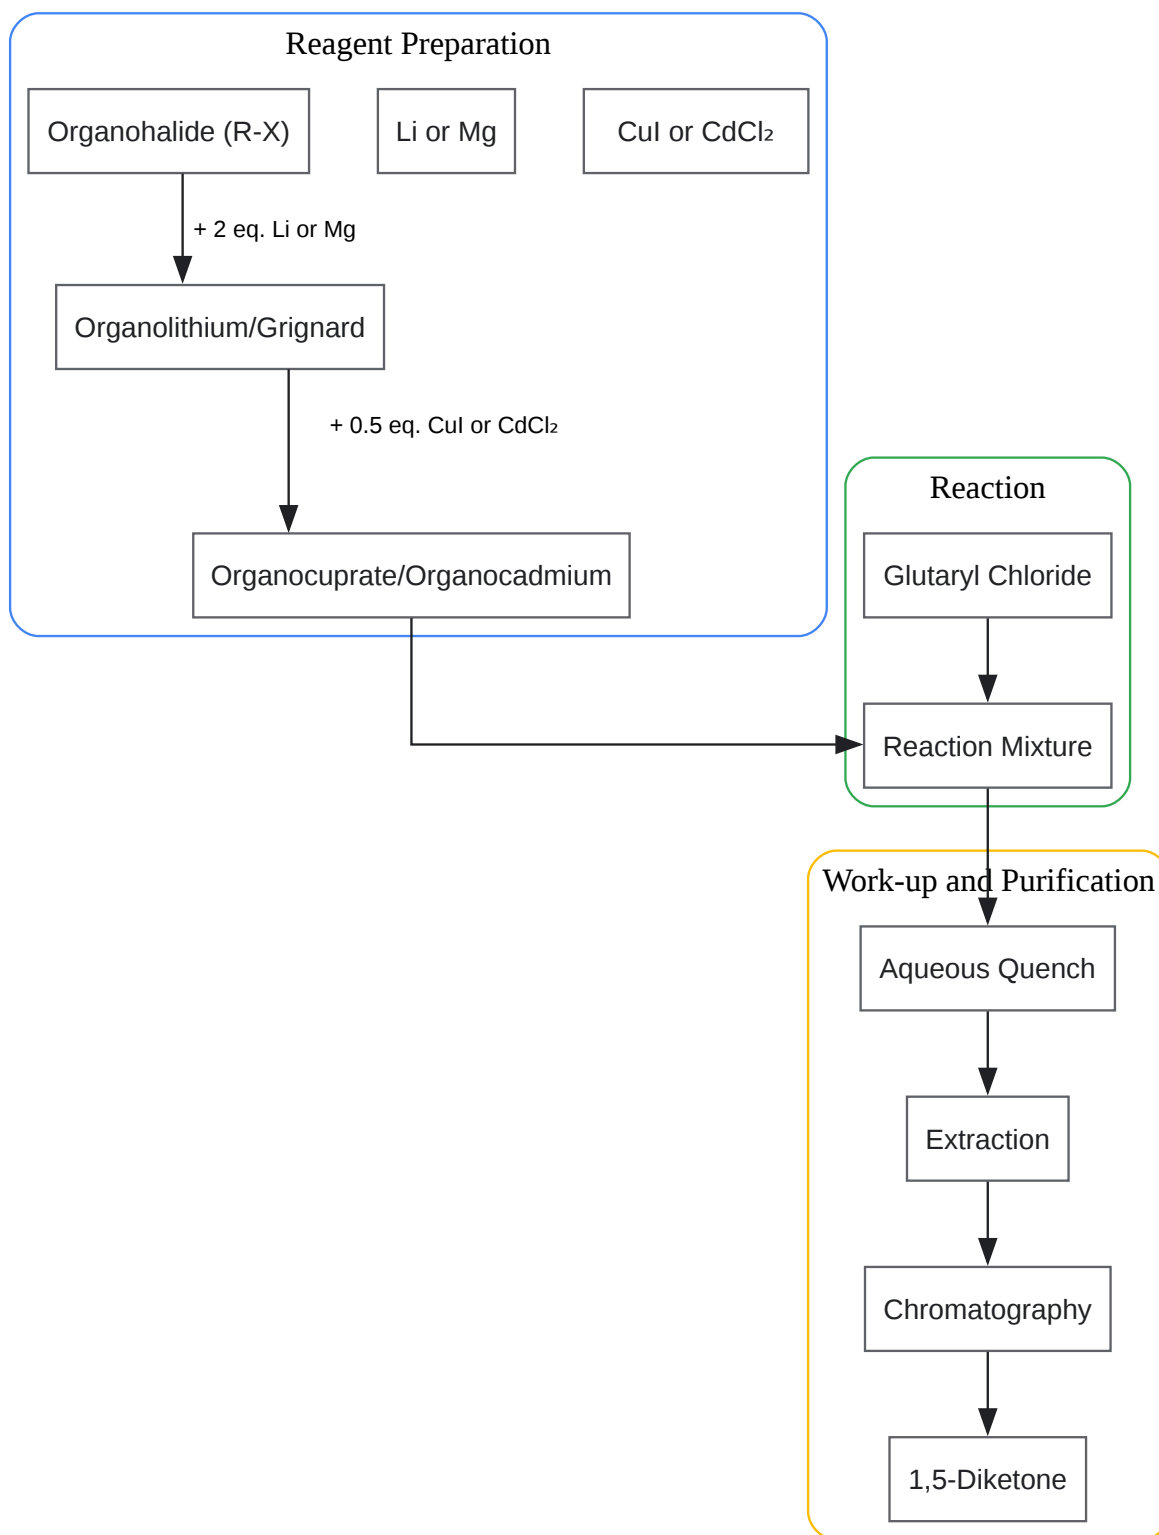 Reagent Preparation
Organohalide (R-X)
Li or Mg
CuI or CdCl₂
+ 2 eq. Li or Mg
Organolithium/Grignard
+ 0.5 eq. CuI or CdCl₂
Organocuprate/Organocadmium
Reaction
Glutaryl Chloride
Reaction Mixture
Work-up and Purification
Aqueous Quench
Extraction
Chromatography
1,5-Diketone